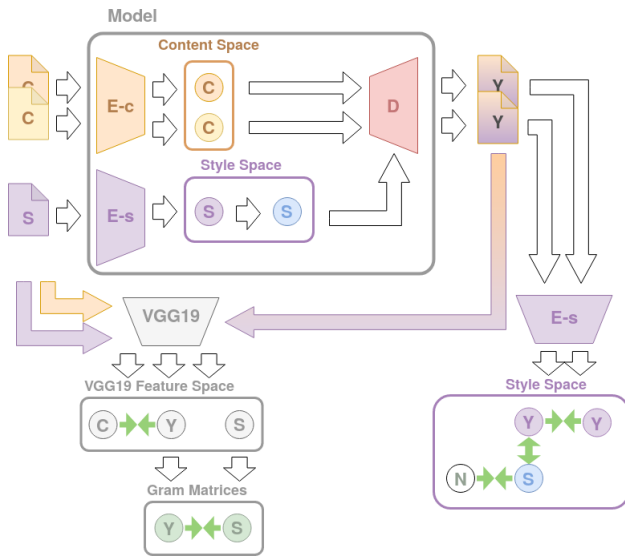 Model
Content Space
C
C
E-c
C
C
D
Y
Y
Style Space
S
E-s
S
S
VGG19
E-s
VGG19 Feature Space
Style Space
C
Y
S
Y
Y
N
S
Gram Matrices
Y
S